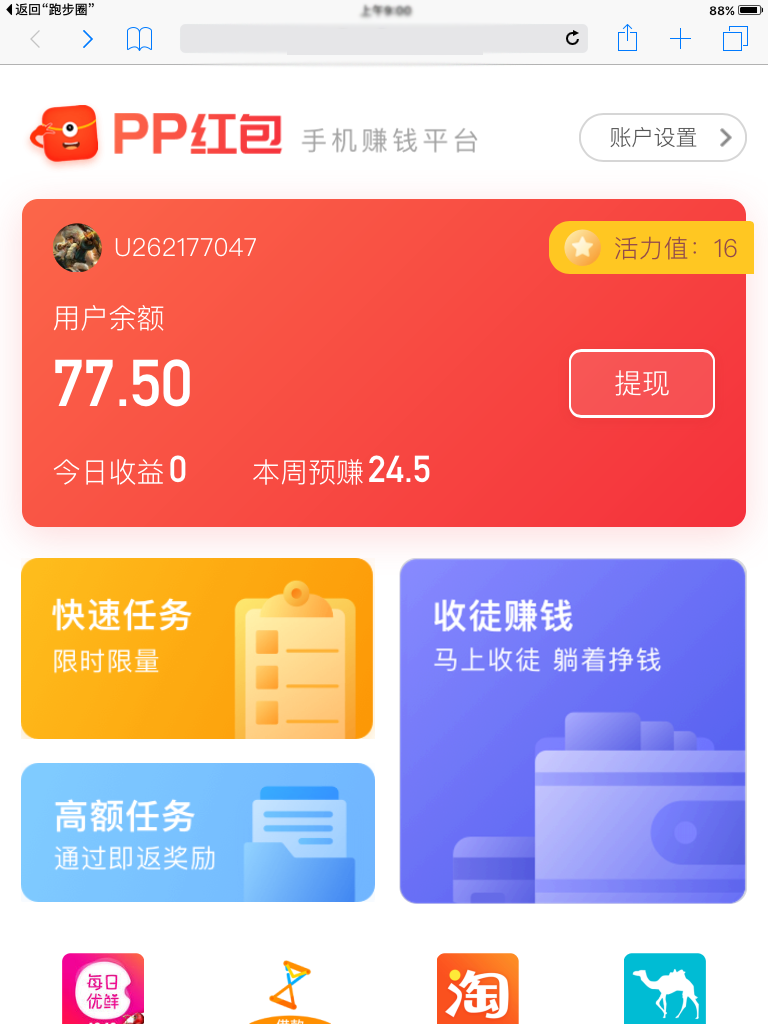 返回“跑步圈”
上午9:00
88%
PP红包 手机赚钱平台
账户设置
U262177047
活力值：16
用户余额
77.50
提现
今日收益0
本周预赚24.5
快速任务
限时限量
收徒赚钱
马上收徒 躺着挣钱
高额任务
通过即返奖励
每日
优鲜
借款
淘